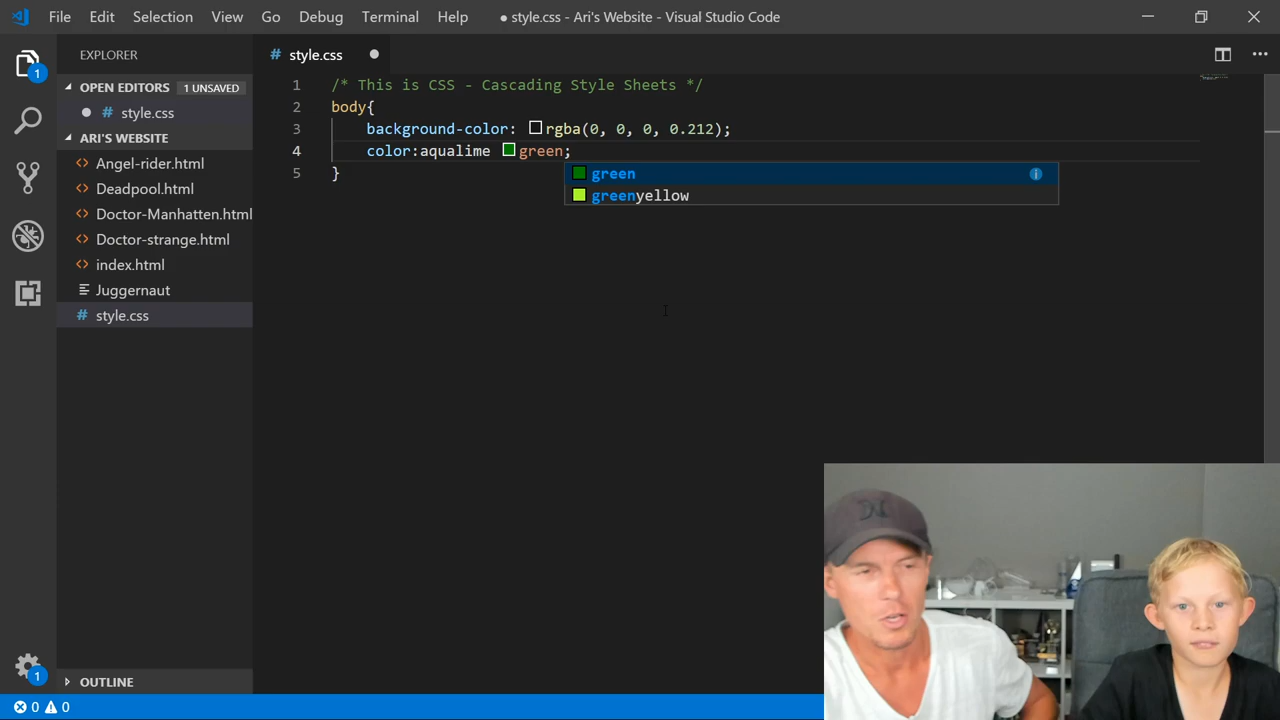 File Edit Selection View Go Debug Terminal Help ● style.css - Ari's Website - Visual Studio Code
EXPLORER
# style.css
1
OPEN EDITORS 1 UNSAVED
# style.css
ARI'S WEBSITE
<> Angel-rider.html
<> Deadpool.html
<> Doctor-Manhatten.html
<> Doctor-strange.html
<> index.html
Juggernaut
# style.css
1 /* This is CSS - Cascading Style Sheets */
2 body{
3 background-color: rgba(0, 0, 0, 0.212);
4 color:aqualime green;
5 }
green
greenyellow
1
OUTLINE
0 0